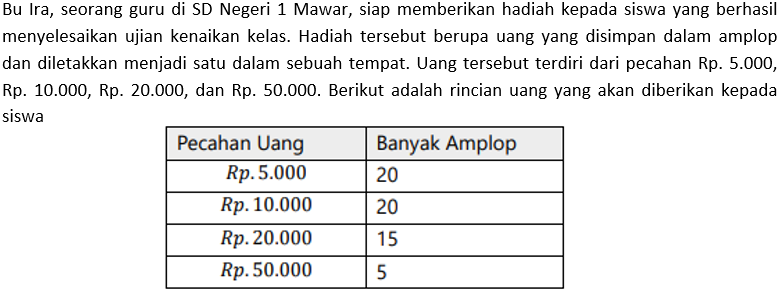 Bu Ira, seorang guru di SD Negeri 1 Mawar, siap memberikan hadiah kepada siswa yang berhasil
menyelesaikan ujian kenaikan kelas. Hadiah tersebut berupa uang yang disimpan dalam amplop
dan diletakkan menjadi satu dalam sebuah tempat. Uang tersebut terdiri dari pecahan Rp. 5.000,
Rp. 10.000, Rp. 20.000, dan Rp. 50.000. Berikut adalah rincian uang yang akan diberikan kepada
siswa
Pecahan Uang Banyak Amplop
Rp. 5.000 20
Rp. 10.000 20
Rp. 20.000 15
Rp. 50.000 5